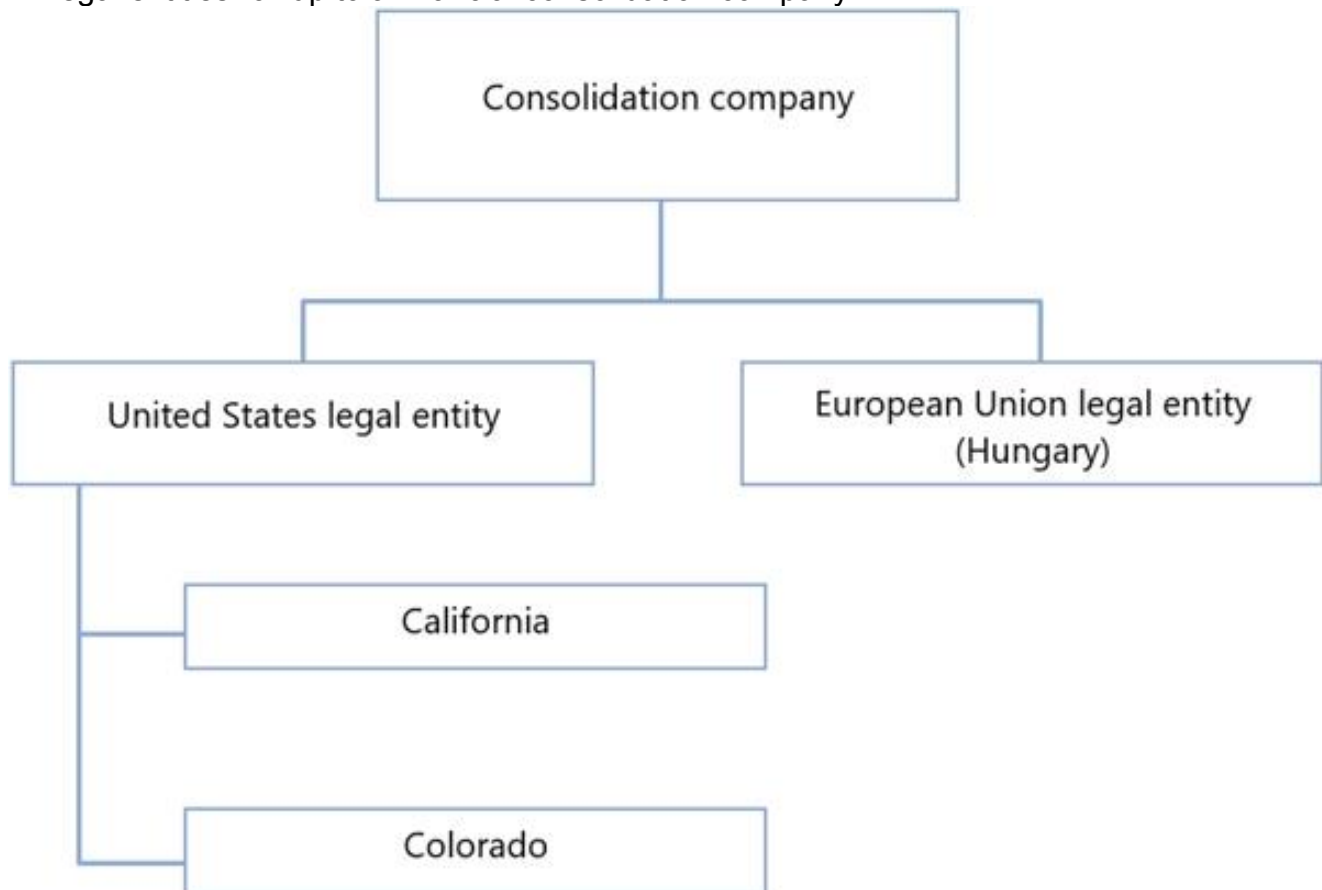 Consolidation company
United States legal entity
European Union legal entity
(Hungary)
California
Colorado